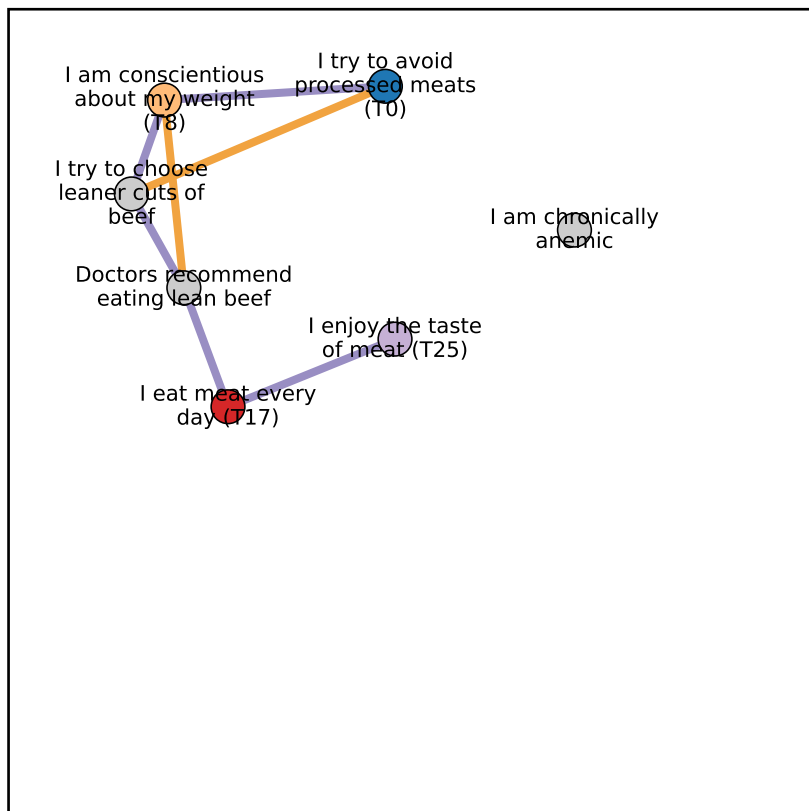 I try to avoid
processed meats
(T0)
I am conscientious
about my weight
(T8)
I try to choose
leaner cuts of
beef
I am chronically
anemic
Doctors recommend
eating lean beef
I enjoy the taste
of meat (T25)
I eat meat every
day (T17)